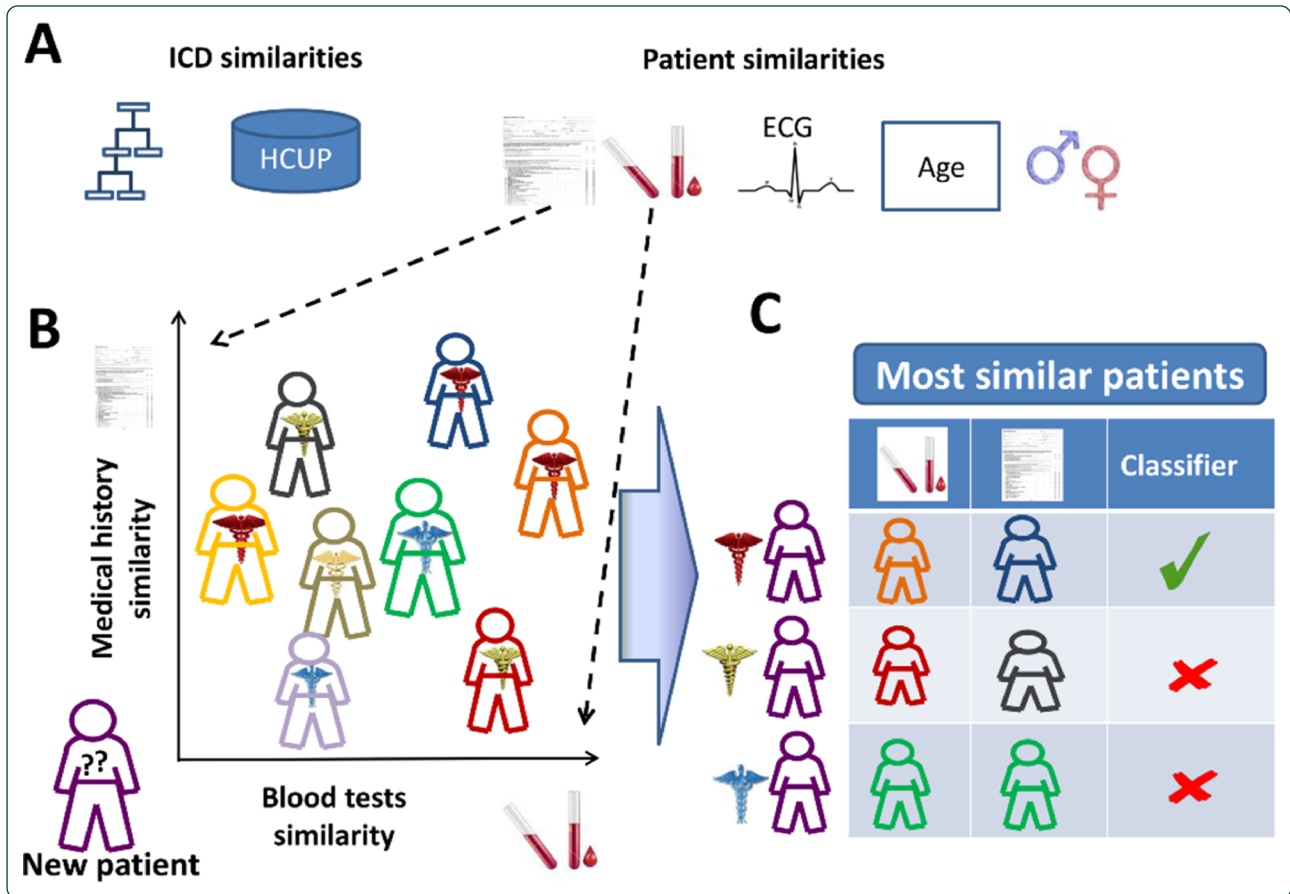 A
ICD similarities
Patient similarities
HCUP
ECG
Age
B
Medical history
similarity
??
New patient
Blood tests
similarity
C
Most similar patients
Classifier